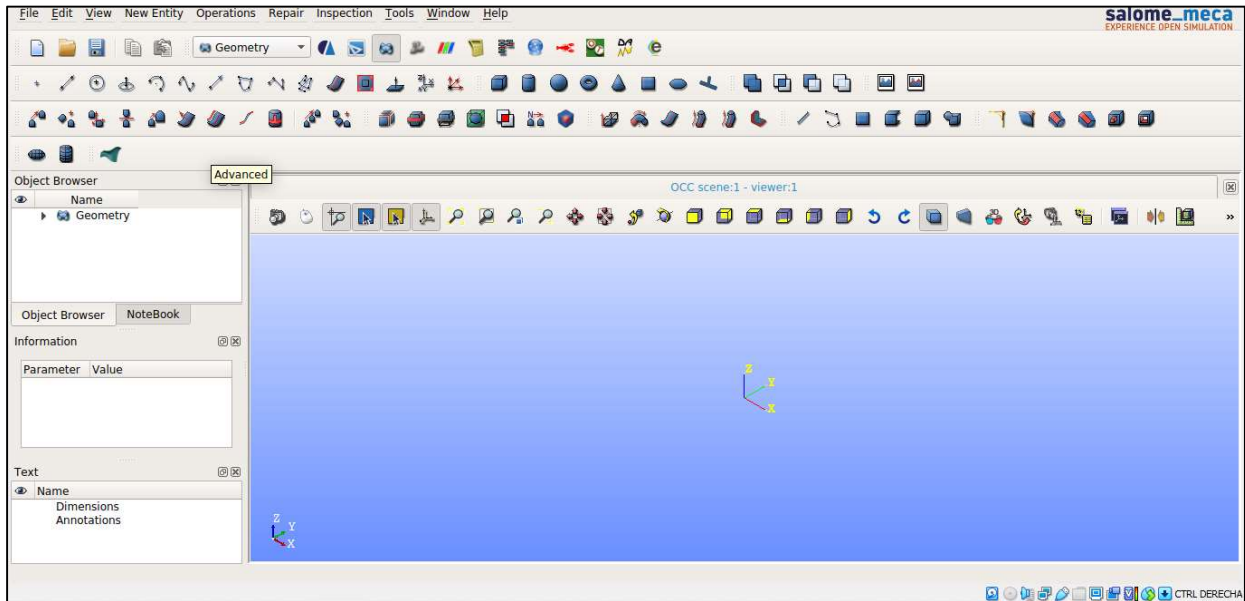 File Edit View New Entity Operations Repair Inspection Tools Window Help
salome_meca
EXPERIENCE OPEN SIMULATION
Geometry
Advanced
Object Browser
OCC scene:1 - viewer:1
Name
Geometry
»
Object Browser NoteBook
Information
Parameter Value
Z
Y
X
Text
Name
Dimensions
Annotations
Z
Y
X
CTRL DERECHA